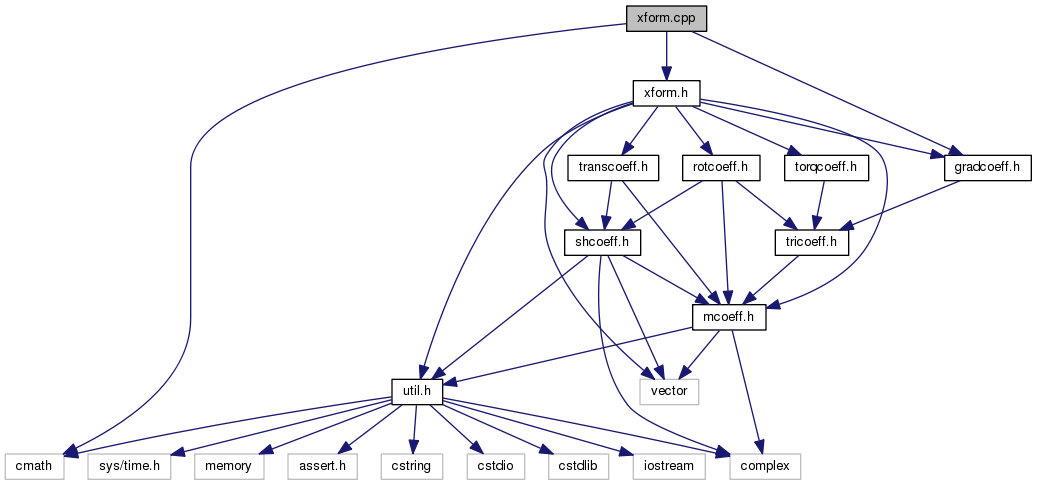 xform.cpp
xform.h
transcoeff.h
rotcoeff.h
torqcoeff.h
gradcoeff.h
shcoeff.h
tricoeff.h
mcoeff.h
util.h
vector
cmath
sys/time.h
memory
assert.h
cstring
cstdio
cstdlib
iostream
complex